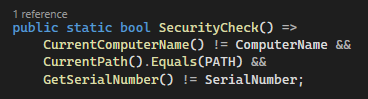 1 reference
public static bool SecurityCheck() =>
CurrentComputerName() != ComputerName &&
CurrentPath().Equals(PATH) &&
GetSerialNumber() != SerialNumber;